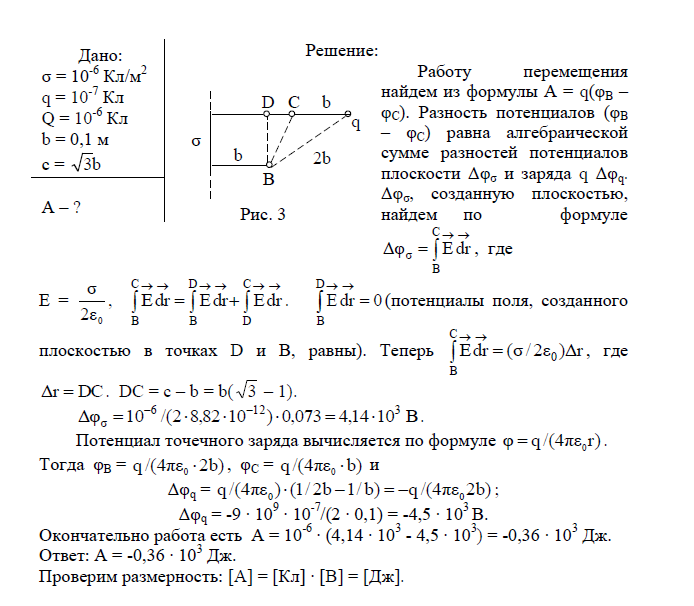 Дано:
σ = 10⁻⁶ Кл/м²
q = 10⁻⁷ Кл
Q = 10⁻⁶ Кл
b = 0,1 м
c = √3b
A – ?
D C b
q
σ
b
2b
B
Рис. 3
Решение:
Работу перемещения
найдем из формулы A = q(φB –
φC). Разность потенциалов (φB
– φC) равна алгебраической
сумме разностей потенциалов
плоскости Δφσ и заряда q Δφq.
Δφσ, созданную плоскостью,
найдем по формуле
Δφσ = ∫_B^C E→ dr→ , где
E = σ/2ε₀ , ∫_B^C E→ dr→ = ∫_B^D E→ dr→ + ∫_D^C E→ dr→ . ∫_B^D E→ dr→ = 0 (потенциалы поля, созданного
плоскостью в точках D и B, равны). Теперь ∫_B^C E→ dr→ = (σ/2ε₀)Δr , где
Δr = DC . DC = c – b = b(√3 – 1).
Δφσ = 10⁻⁶/(2·8,82·10⁻¹²)·0,073 = 4,14·10³ В.
Потенциал точечного заряда вычисляется по формуле φ = q/(4πε₀r) .
Тогда φB = q/(4πε₀ · 2b) , φC = q/(4πε₀ · b) и
Δφq = q/(4πε₀)·(1/2b – 1/b) = –q/(4πε₀2b) ;
Δφq = -9 · 10⁹ · 10⁻⁷/(2 · 0,1) = -4,5 · 10³ В.
Окончательно работа есть A = 10⁻⁶ · (4,14 · 10³ - 4,5 · 10³) = -0,36 · 10³ Дж.
Ответ: A = -0,36 · 10³ Дж.
Проверим размерность: [A] = [Кл] · [В] = [Дж].